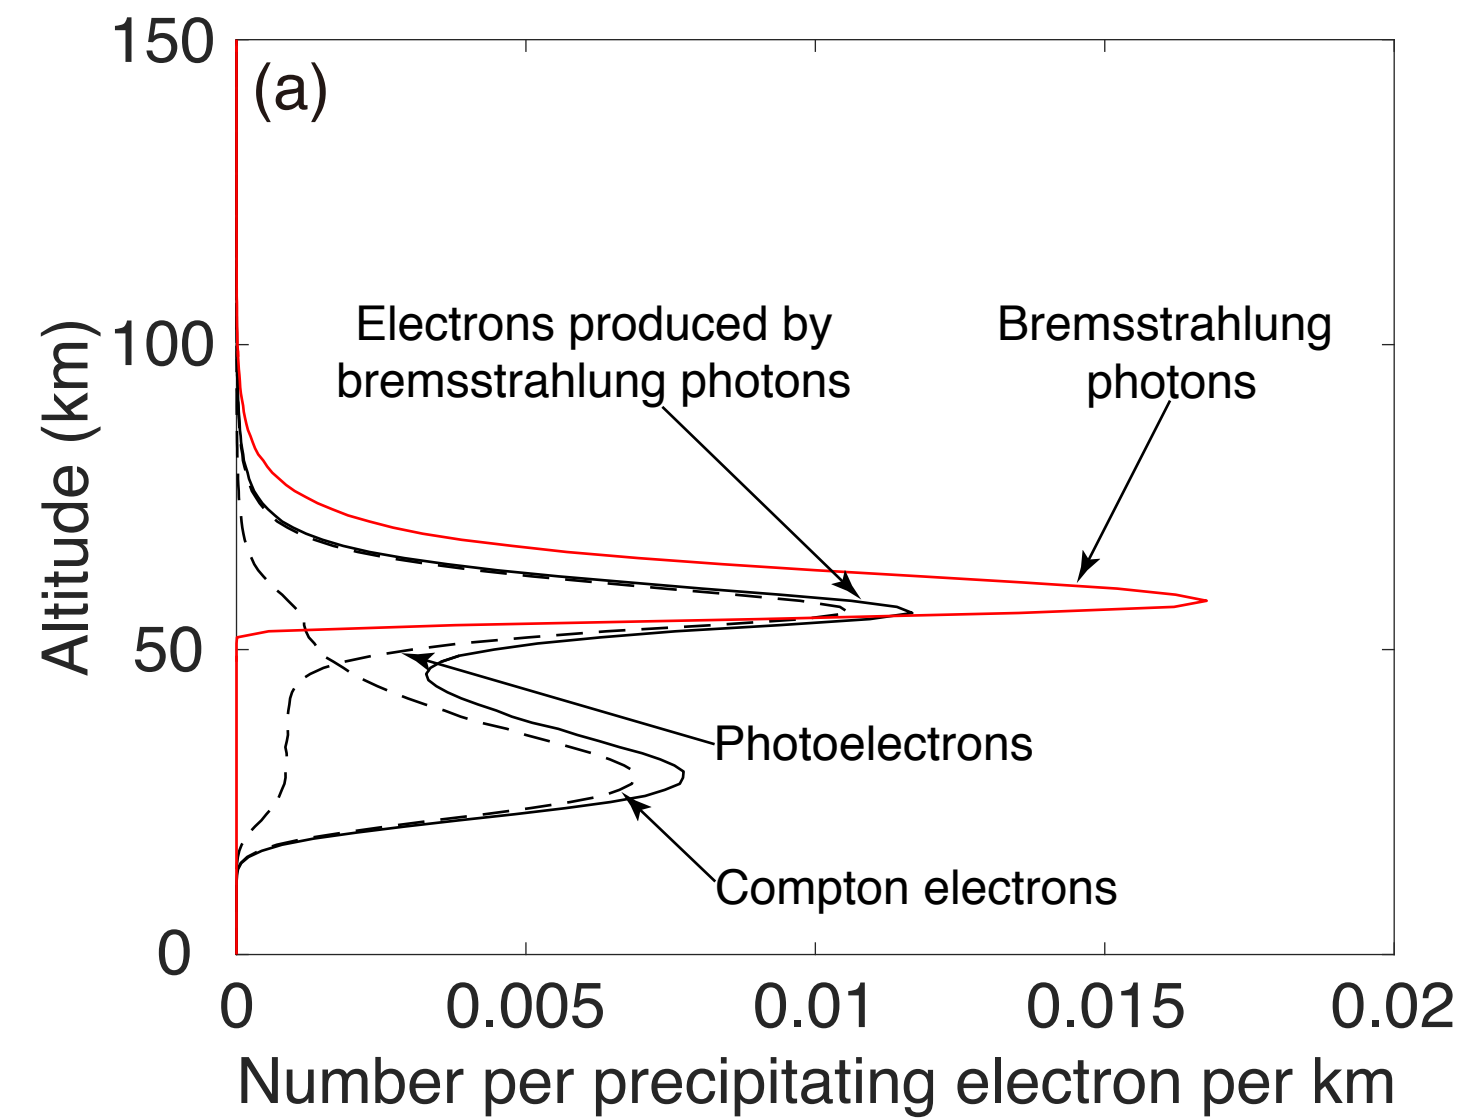 150
(a)
Electrons produced by
bremsstrahlung photons
Bremsstrahlung
photons
100
Altitude (km)
50
Photoelectrons
Compton electrons
0
0
0.005
0.01
0.015
0.02
Number per precipitating electron per km